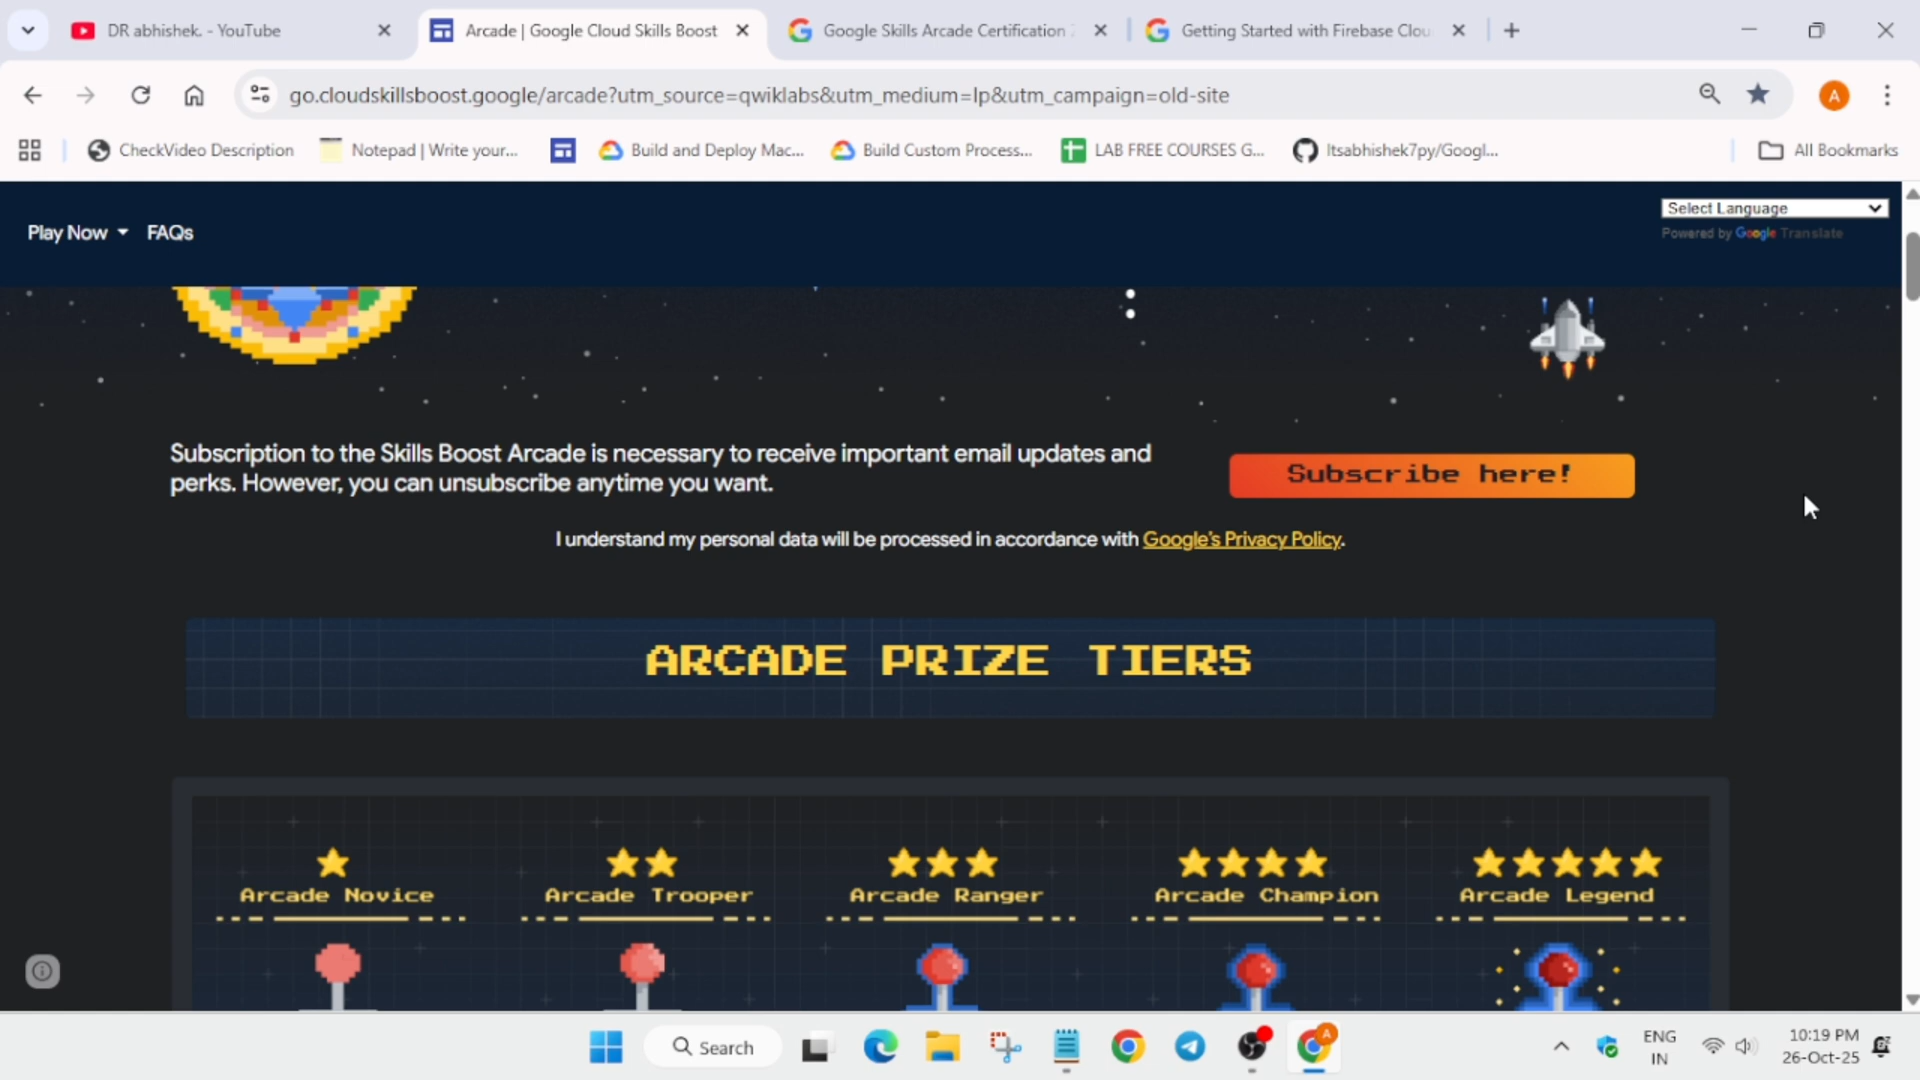 DR abhishek. - YouTube
Arcade | Google Cloud Skills Boost
Google Skills Arcade Certification
Getting Started with Firebase Clou
go.cloudskillsboost.google/arcade?utm_source=qwiklabs&utm_medium=lp&utm_campaign=old-site
A
CheckVideo Description
Notepad | Write your...
Build and Deploy Mac...
Build Custom Process...
LAB FREE COURSES G...
Itsabhishek7py/Googl...
All Bookmarks
Play Now
FAQs
Select Language
Powered by Google Translate
Subscription to the Skills Boost Arcade is necessary to receive important email updates and
perks. However, you can unsubscribe anytime you want.
Subscribe here!
I understand my personal data will be processed in accordance with Google's Privacy Policy.
ARCADE PRIZE TIERS
Arcade Novice
Arcade Trooper
Arcade Ranger
Arcade Champion
Arcade Legend
Search
A
ENG
IN
10:19 PM
26-Oct-25